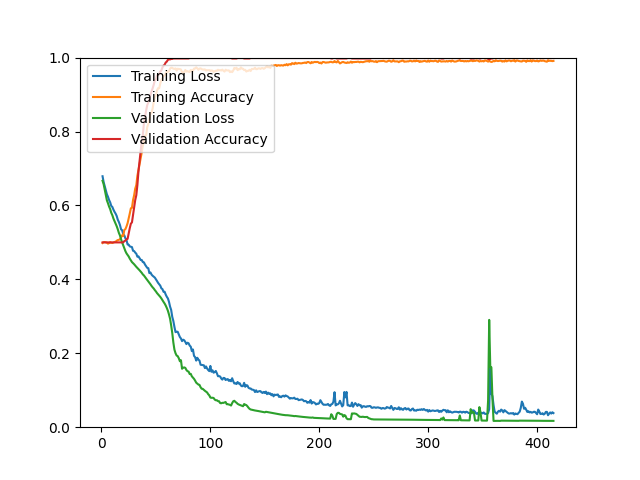 1.0
0.8
0.6
0.4
0.2
0.0
Training Loss
Training Accuracy
Validation Loss
Validation Accuracy
0 100 200 300 400